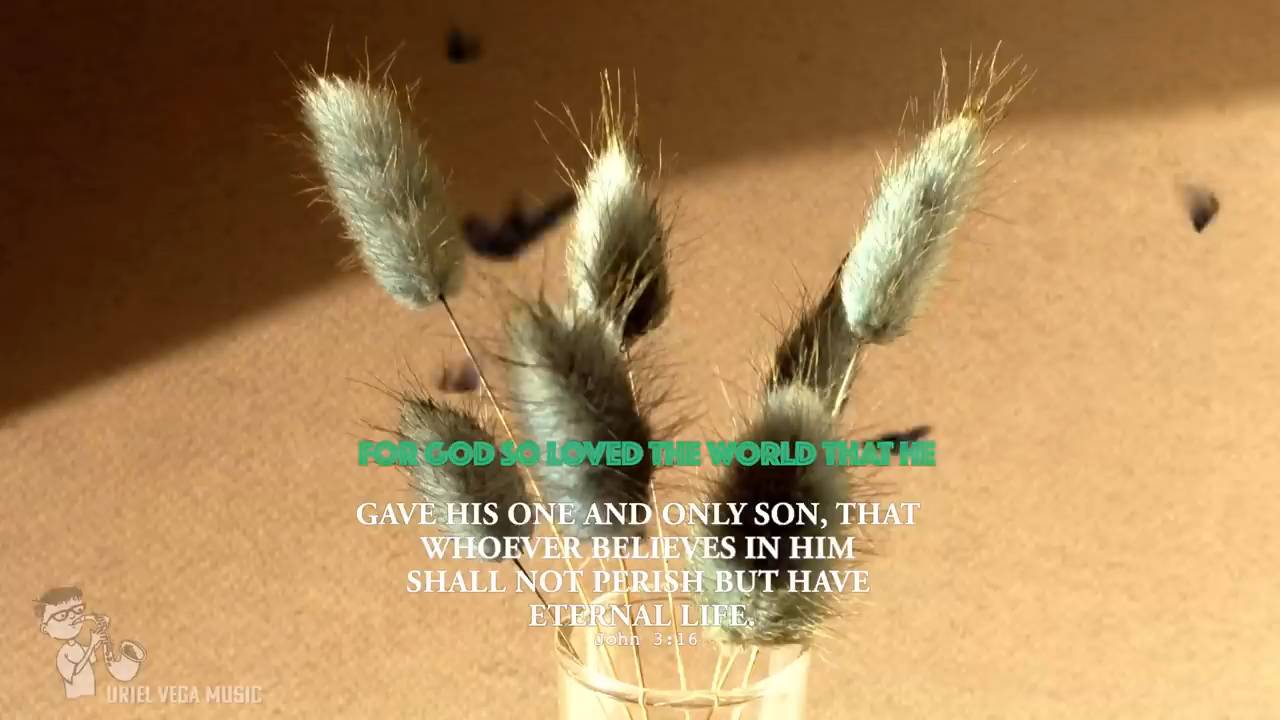 FOR GOD SO LOVED THE WORLD THAT HE
GAVE HIS ONE AND ONLY SON, THAT
WHOEVER BELIEVES IN HIM
SHALL NOT PERISH BUT HAVE
ETERNAL LIFE.
John 3:16
URIEL VEGA MUSIC